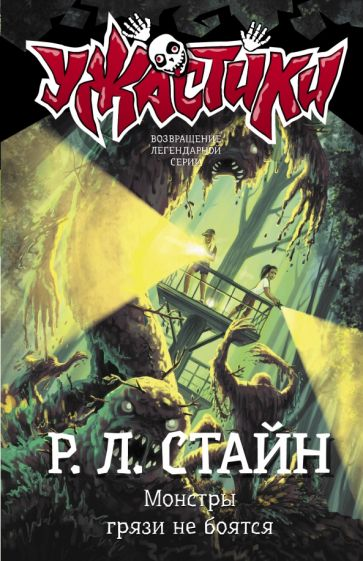 УЖАСТИКИ
ВОЗВРАЩЕНИЕ
ЛЕГЕНДАРНОЙ
СЕРИИ
Р. Л. СТАЙН
Монстры
грязи не боятся